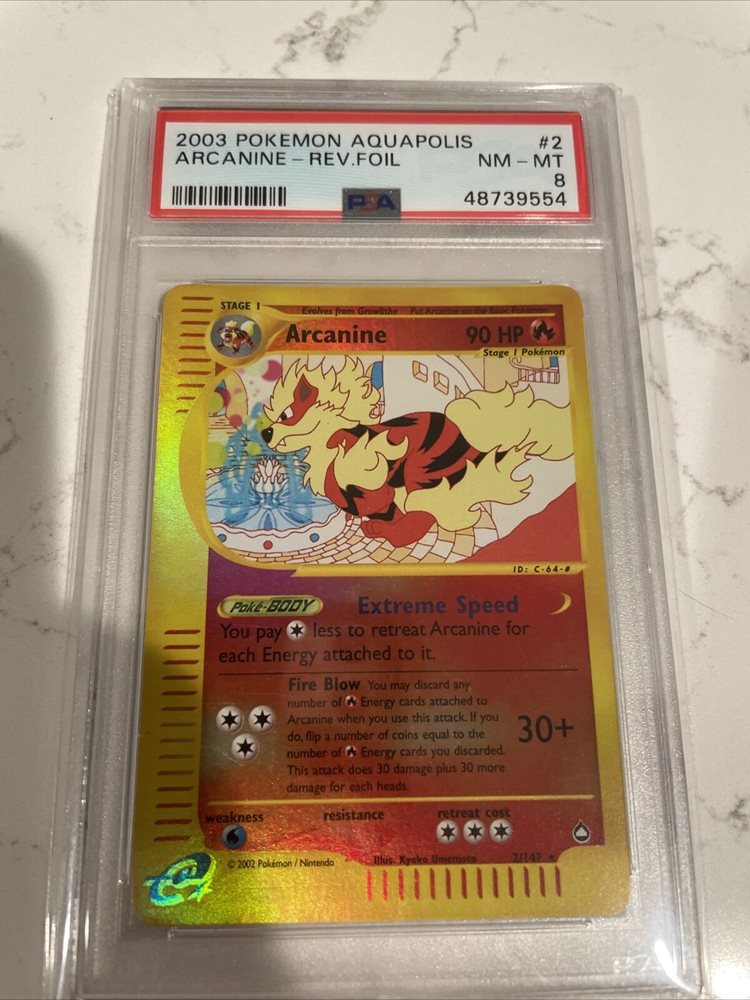 2003 POKEMON AQUAPOLIS #2
ARCANINE - REV.FOIL NM - MT
8
PSA 48739554
STAGE 1 Evolves from Growlithe Put Arcanine on the Basic Pokémon
Arcanine 90 HP
Stage 1 Pokémon
ID: C-64-#
Poké-BODY Extreme Speed
You pay less to retreat Arcanine for
each Energy attached to it.
Fire Blow You may discard any
number of Energy cards attached to
Arcanine when you use this attack. If you
do, flip a number of coins equal to the
number of Energy cards you discarded.
This attack does 30 damage plus 30 more
damage for each heads.
30+
weakness resistance retreat cost
© 2002 Pokémon / Nintendo Illus. Kyoko Umemoto 2/147
e